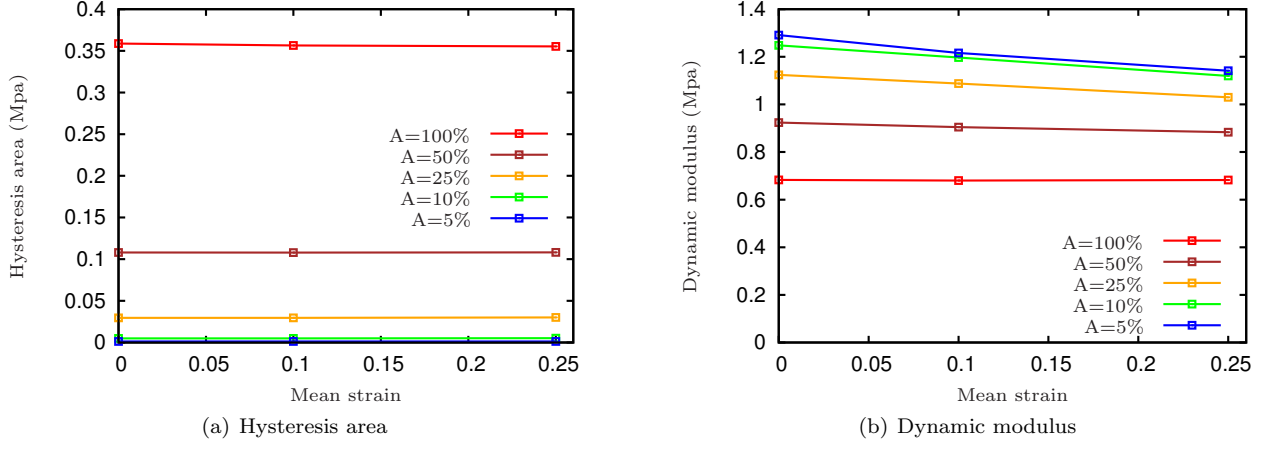 0.4
0.35
0.3
0.25
0.2
0.15
0.1
0.05
0
0 0.05 0.1 0.15 0.2 0.25
Hysteresis area (Mpa)
Mean strain
A=100%
A=50%
A=25%
A=10%
A=5%
(a) Hysteresis area
1.4
1.2
1
0.8
0.6
0.4
0.2
0
0 0.05 0.1 0.15 0.2 0.25
Dynamic modulus (Mpa)
Mean strain
A=100%
A=50%
A=25%
A=10%
A=5%
(b) Dynamic modulus